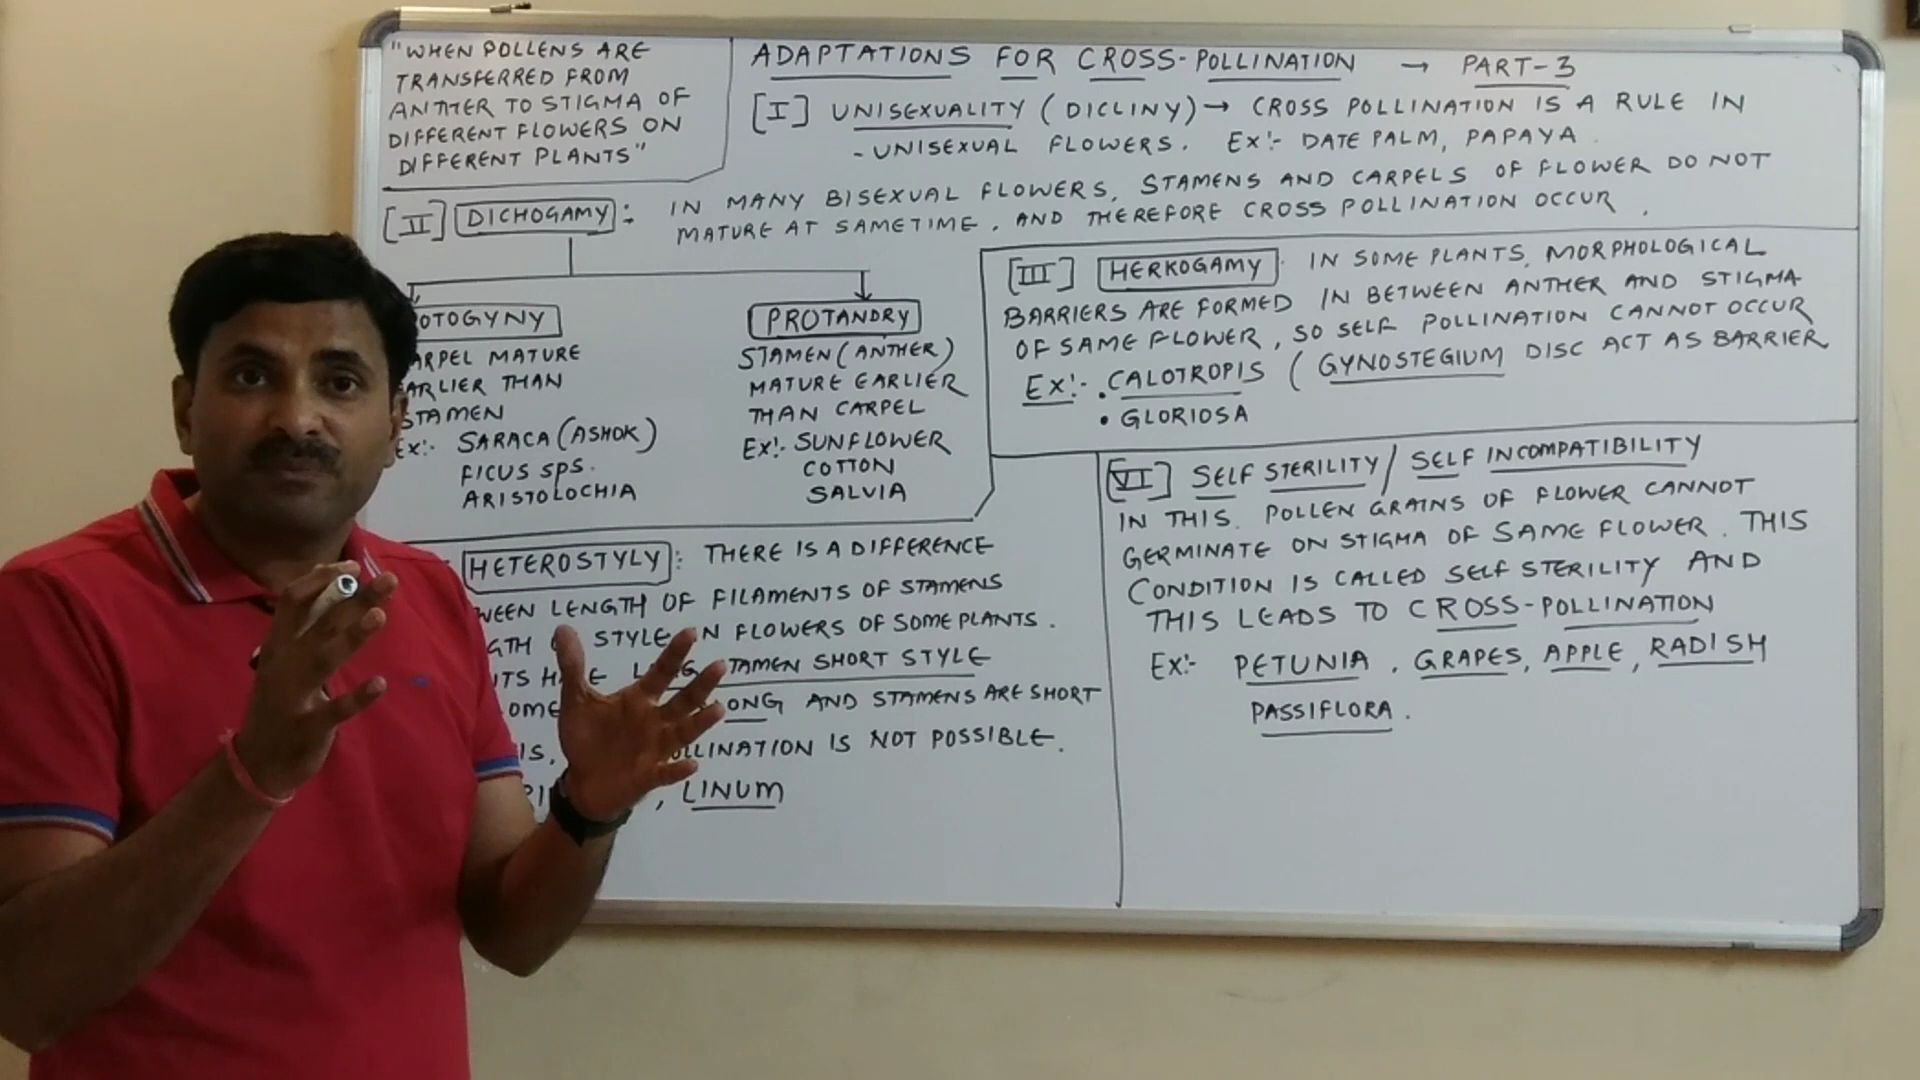 "WHEN POLLENS ARE
TRANSFERRED FROM
ANTHER TO STIGMA OF
DIFFERENT FLOWERS ON
DIFFERENT PLANTS"
ADAPTATIONS FOR CROSS-POLLINATION → PART-3
[I] UNISEXUALITY (DICLINY) → CROSS POLLINATION IS A RULE IN
- UNISEXUAL FLOWERS. EX:- DATE PALM, PAPAYA.
[II] DICHOGAMY: IN MANY BISEXUAL FLOWERS, STAMENS AND CARPELS OF FLOWER DO NOT
MATURE AT SAMETIME. AND THEREFORE CROSS POLLINATION OCCUR.
OTOGYNY
ARPEL MATURE
ARLIER THAN
STAMEN
EX:- SARACA (ASHOK)
FICUS SPS.
ARISTOLOCHIA
PROTANDRY
STAMEN (ANTHER)
MATURE EARLIER
THAN CARPEL
EX:- SUNFLOWER
COTTON
SALVIA
[III] HERKOGAMY: IN SOME PLANTS, MORPHOLOGICAL
BARRIERS ARE FORMED IN BETWEEN ANTHER AND STIGMA
OF SAME FLOWER, SO SELF POLLINATION CANNOT OCCUR
EX:- • CALOTROPIS (GYNOSTEGIUM DISC ACT AS BARRIER
• GLORIOSA
HETEROSTYLY: THERE IS A DIFFERENCE
WEEN LENGTH OF FILAMENTS OF STAMENS
GTH STYLE N FLOWERS OF SOME PLANTS.
TS H E TAMEN SHORT STYLE
OME ONG AND STAMENS ARE SHORT
IS, LLINATION IS NOT POSSIBLE.
, LINUM
[VI] SELF STERILITY / SELF INCOMPATIBILITY
IN THIS, POLLEN GRAINS OF FLOWER CANNOT
GERMINATE ON STIGMA OF SAME FLOWER. THIS
CONDITION IS CALLED SELF STERILITY AND
THIS LEADS TO CROSS-POLLINATION
EX:- PETUNIA, GRAPES, APPLE, RADISH
PASSIFLORA.